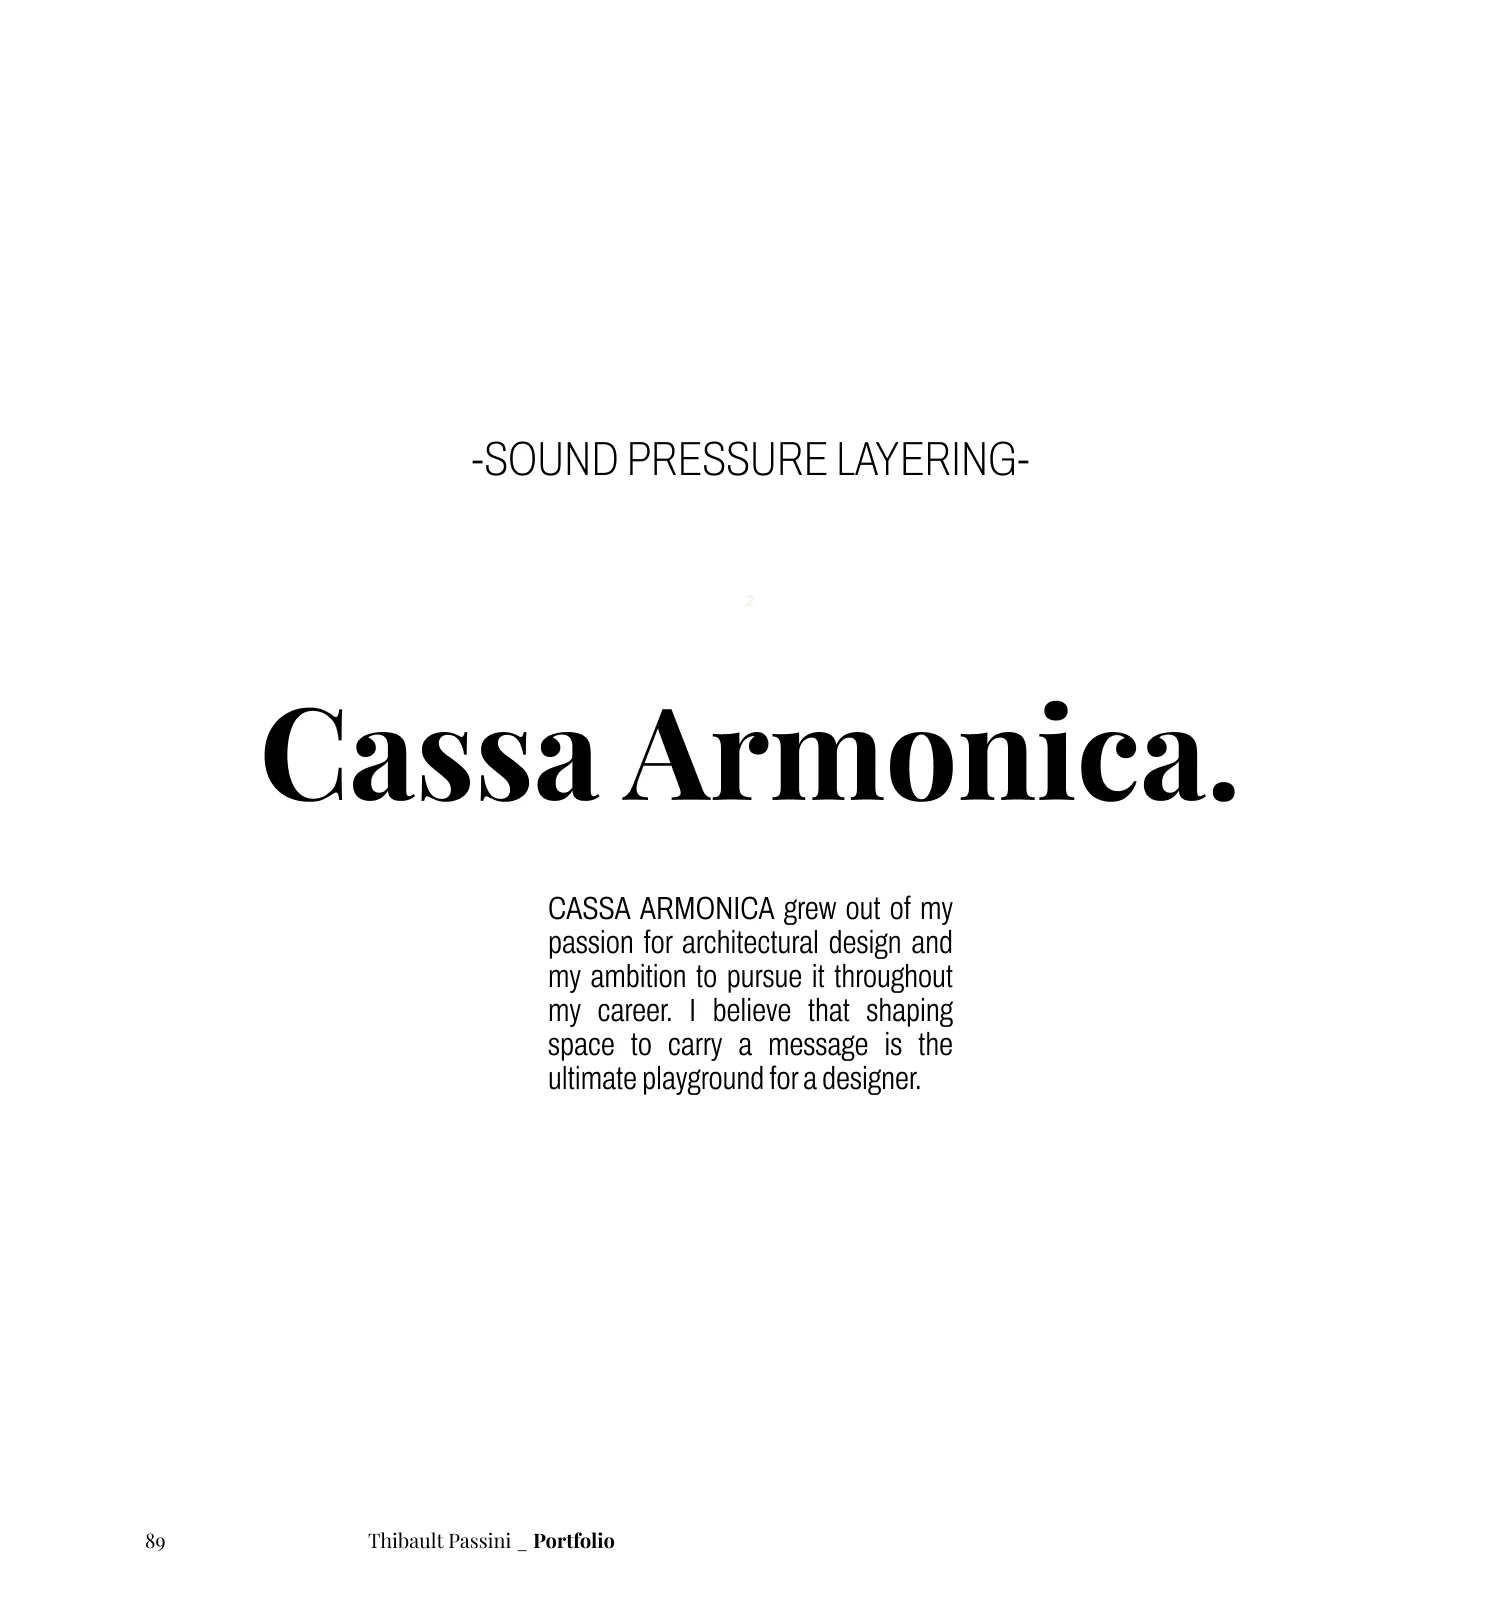 -SOUND PRESSURE LAYERING-
2
Cassa Armonica.
CASSA ARMONICA grew out of my
passion for architectural design and
my ambition to pursue it throughout
my career. I believe that shaping
space to carry a message is the
ultimate playground for a designer.
89
Thibault Passini _ Portfolio